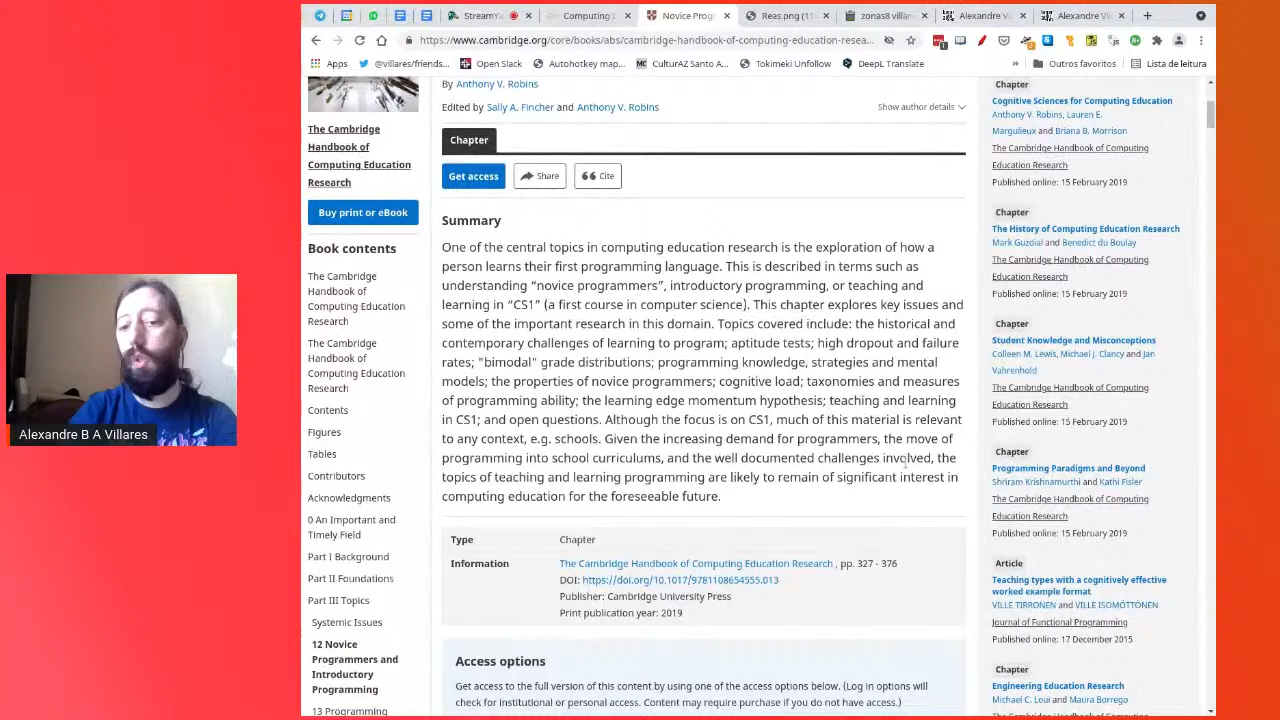 StreamYa
Computing E
Novice Prog
Reas.png (11
zonas8 villar
Alexandre Vil
Alexandre Vil
https://www.cambridge.org/core/books/abs/cambridge-handbook-of-computing-education-resea...
Apps
@villares/friends...
Open Slack
Autohotkey map...
CulturAZ Santo A...
Tokimeki Unfollow
DeepL Translate
»
Outros favoritos
Lista de leitura
The Cambridge
Handbook of
Computing Education
Research
Buy print or eBook
Book contents
The Cambridge
Handbook of
Computing Education
Research
The Cambridge
Handbook of
Computing Education
Research
Contents
Figures
Tables
Contributors
Acknowledgments
0 An Important and
Timely Field
Part I Background
Part II Foundations
Part III Topics
Systemic Issues
12 Novice
Programmers and
Introductory
Programming
13 Programming
By Anthony V. Robins
Edited by Sally A. Fincher and Anthony V. Robins
Show author details
Chapter
Get access
Share
Cite
Summary
One of the central topics in computing education research is the exploration of how a
person learns their first programming language. This is described in terms such as
understanding “novice programmers”, introductory programming, or teaching and
learning in “CS1” (a first course in computer science). This chapter explores key issues and
some of the important research in this domain. Topics covered include: the historical and
contemporary challenges of learning to program; aptitude tests; high dropout and failure
rates; "bimodal" grade distributions; programming knowledge, strategies and mental
models; the properties of novice programmers; cognitive load; taxonomies and measures
of programming ability; the learning edge momentum hypothesis; teaching and learning
in CS1; and open questions. Although the focus is on CS1, much of this material is relevant
to any context, e.g. schools. Given the increasing demand for programmers, the move of
programming into school curriculums, and the well documented challenges involved, the
topics of teaching and learning programming are likely to remain of significant interest in
computing education for the foreseeable future.
Type Chapter
Information The Cambridge Handbook of Computing Education Research , pp. 327 - 376
DOI: https://doi.org/10.1017/9781108654555.013
Publisher: Cambridge University Press
Print publication year: 2019
Access options
Get access to the full version of this content by using one of the access options below. (Log in options will
check for institutional or personal access. Content may require purchase if you do not have access.)
Chapter
Cognitive Sciences for Computing Education
Anthony V. Robins, Lauren E.
Margulieux and Briana B. Morrison
The Cambridge Handbook of Computing
Education Research
Published online: 15 February 2019
Chapter
The History of Computing Education Research
Mark Guzdial and Benedict du Boulay
The Cambridge Handbook of Computing
Education Research
Published online: 15 February 2019
Chapter
Student Knowledge and Misconceptions
Colleen M. Lewis, Michael J. Clancy and Jan
Vahrenhold
The Cambridge Handbook of Computing
Education Research
Published online: 15 February 2019
Chapter
Programming Paradigms and Beyond
Shriram Krishnamurthi and Kathi Fisler
The Cambridge Handbook of Computing
Education Research
Published online: 15 February 2019
Article
Teaching types with a cognitively effective
worked example format
VILLE TIRRONEN and VILLE ISOMÖTTÖNEN
Journal of Functional Programming
Published online: 17 December 2015
Chapter
Engineering Education Research
Michael C. Loui and Maura Borrego
Alexandre B A Villares